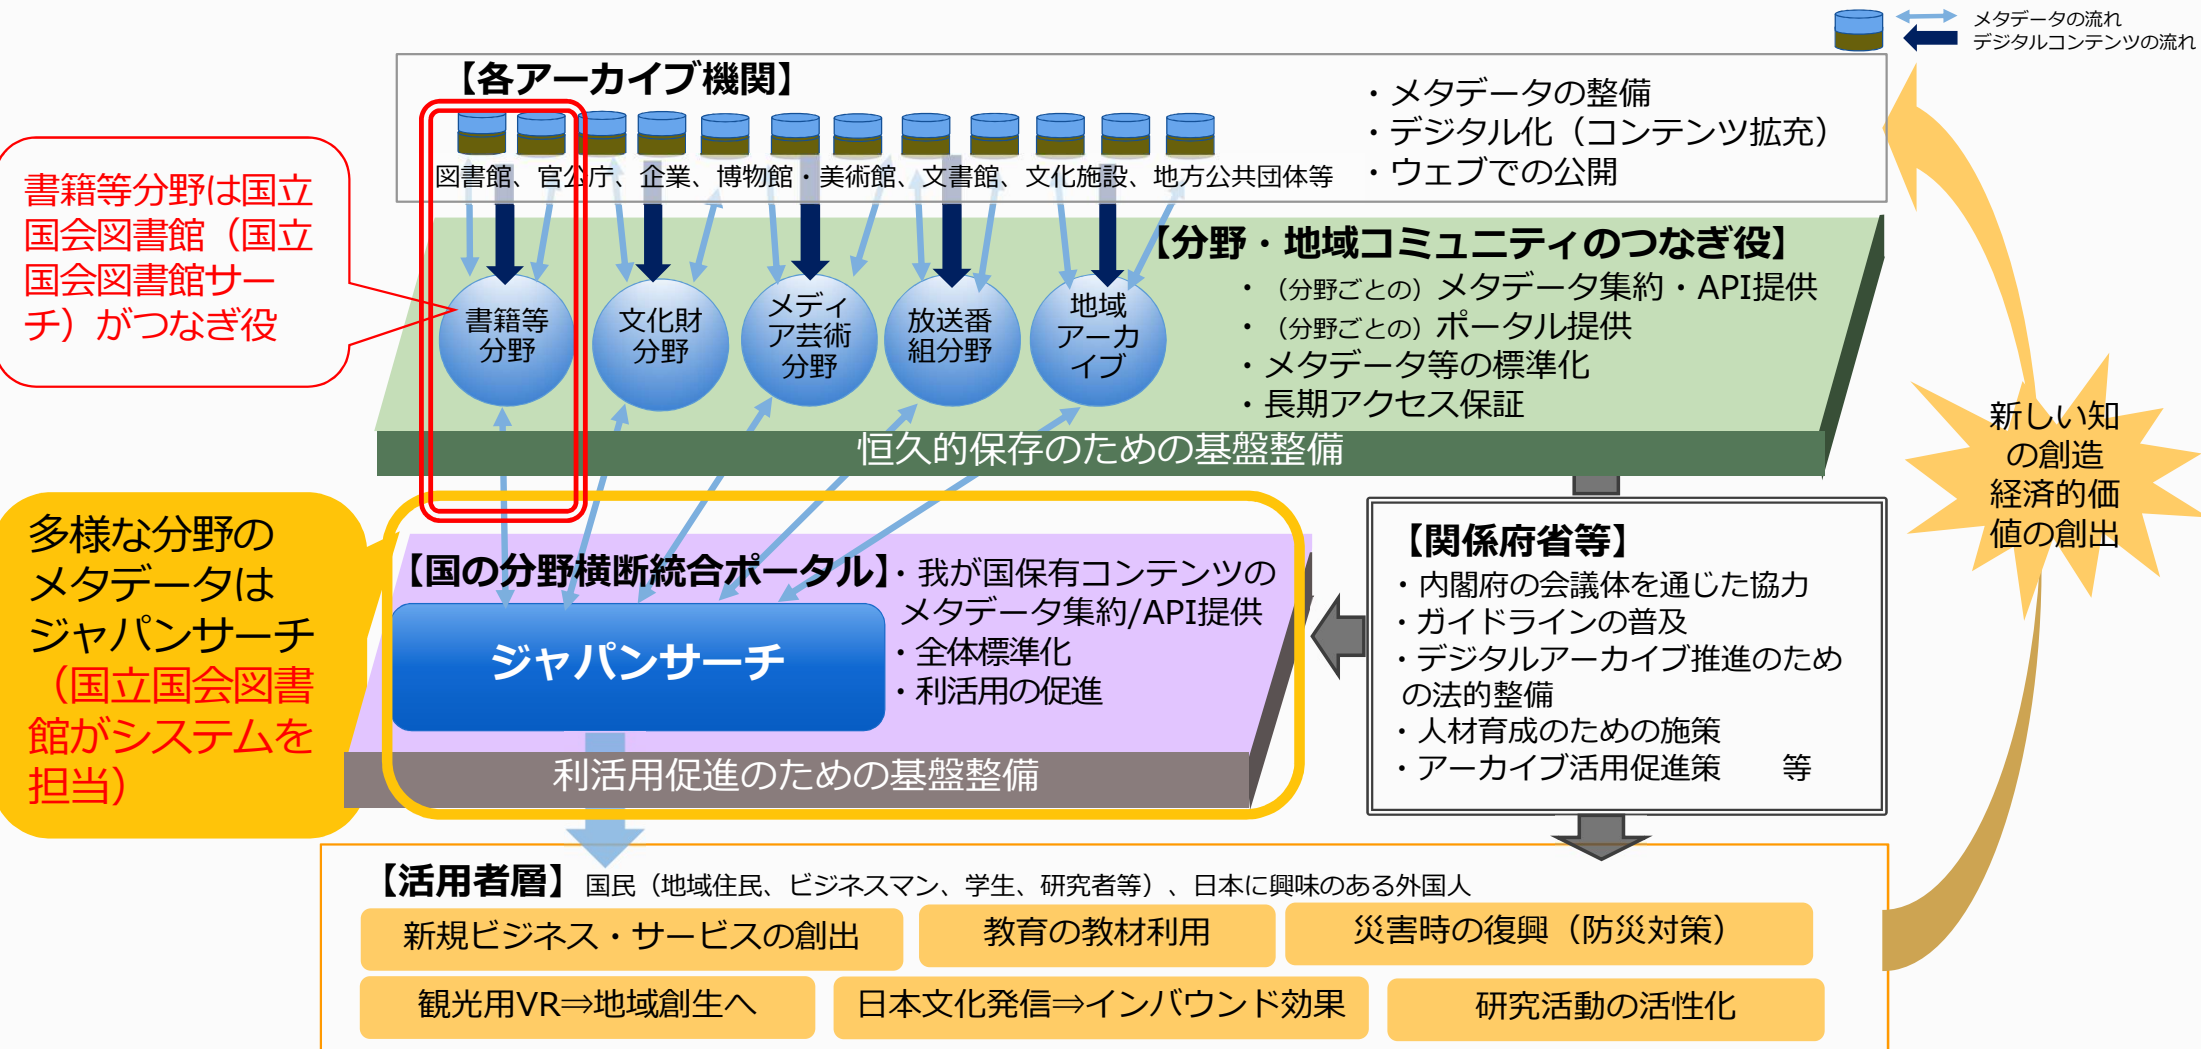 メタデータの流れ
デジタルコンテンツの流れ
【各アーカイブ機関】
・メタデータの整備
・デジタル化（コンテンツ拡充）
・ウェブでの公開
図書館、官公庁、企業、博物館・美術館、文書館、文化施設、地方公共団体等
書籍等分野は国立
国会図書館（国立
国会図書館サー
チ）がつなぎ役
【分野・地域コミュニティのつなぎ役】
・（分野ごとの）メタデータ集約・API提供
・（分野ごとの）ポータル提供
・メタデータ等の標準化
・長期アクセス保証
書籍等
分野
文化財
分野
メディ
ア芸術
分野
放送番
組分野
地域
アーカ
イブ
恒久的保存のための基盤整備
新しい知
の創造
経済的価
値の創出
多様な分野の
メタデータは
ジャパンサーチ
（国立国会図書
館がシステムを
担当）
【国の分野横断統合ポータル】
・我が国保有コンテンツの
メタデータ集約/API提供
・全体標準化
・利活用の促進
ジャパンサーチ
利活用促進のための基盤整備
【関係府省等】
・内閣府の会議体を通じた協力
・ガイドラインの普及
・デジタルアーカイブ推進のため
の法的整備
・人材育成のための施策
・アーカイブ活用促進策　　等
【活用者層】国民（地域住民、ビジネスマン、学生、研究者等）、日本に興味のある外国人
新規ビジネス・サービスの創出
教育の教材利用
災害時の復興（防災対策）
観光用VR⇒地域創生へ
日本文化発信⇒インバウンド効果
研究活動の活性化